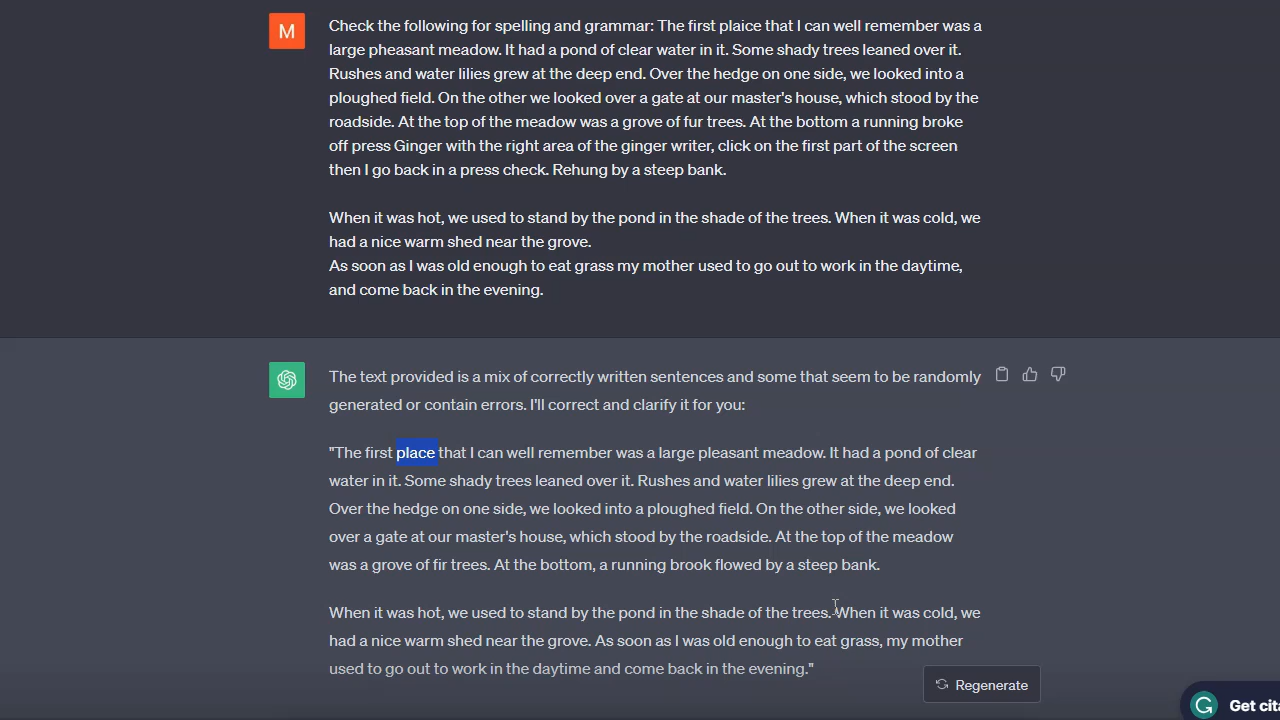 M
Check the following for spelling and grammar: The first plaice that I can well remember was a
large pheasant meadow. It had a pond of clear water in it. Some shady trees leaned over it.
Rushes and water lilies grew at the deep end. Over the hedge on one side, we looked into a
ploughed field. On the other we looked over a gate at our master's house, which stood by the
roadside. At the top of the meadow was a grove of fur trees. At the bottom a running broke
off press Ginger with the right area of the ginger writer, click on the first part of the screen
then I go back in a press check. Rehung by a steep bank.
When it was hot, we used to stand by the pond in the shade of the trees. When it was cold, we
had a nice warm shed near the grove.
As soon as I was old enough to eat grass my mother used to go out to work in the daytime,
and come back in the evening.
The text provided is a mix of correctly written sentences and some that seem to be randomly
generated or contain errors. I'll correct and clarify it for you:
"The first place that I can well remember was a large pleasant meadow. It had a pond of clear
water in it. Some shady trees leaned over it. Rushes and water lilies grew at the deep end.
Over the hedge on one side, we looked into a ploughed field. On the other side, we looked
over a gate at our master's house, which stood by the roadside. At the top of the meadow
was a grove of fir trees. At the bottom, a running brook flowed by a steep bank.
When it was hot, we used to stand by the pond in the shade of the trees. When it was cold, we
had a nice warm shed near the grove. As soon as I was old enough to eat grass, my mother
used to go out to work in the daytime and come back in the evening."
Regenerate
Get cita